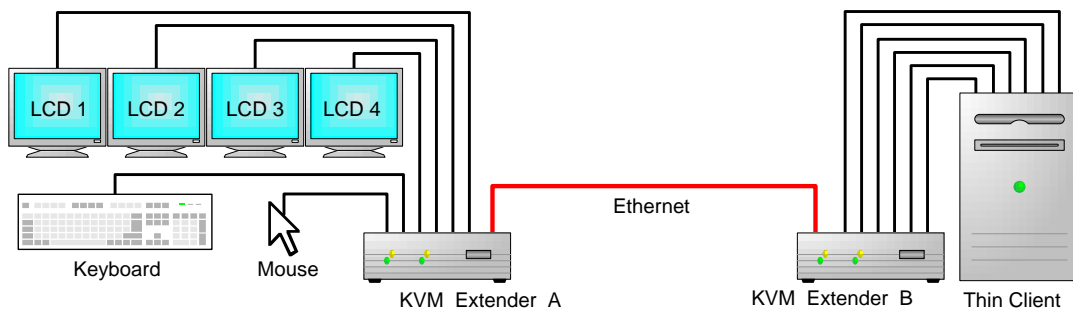 LCD 1
LCD 2
LCD 3
LCD 4
Ethernet
Keyboard
Mouse
KVM Extender A
KVM Extender B
Thin Client